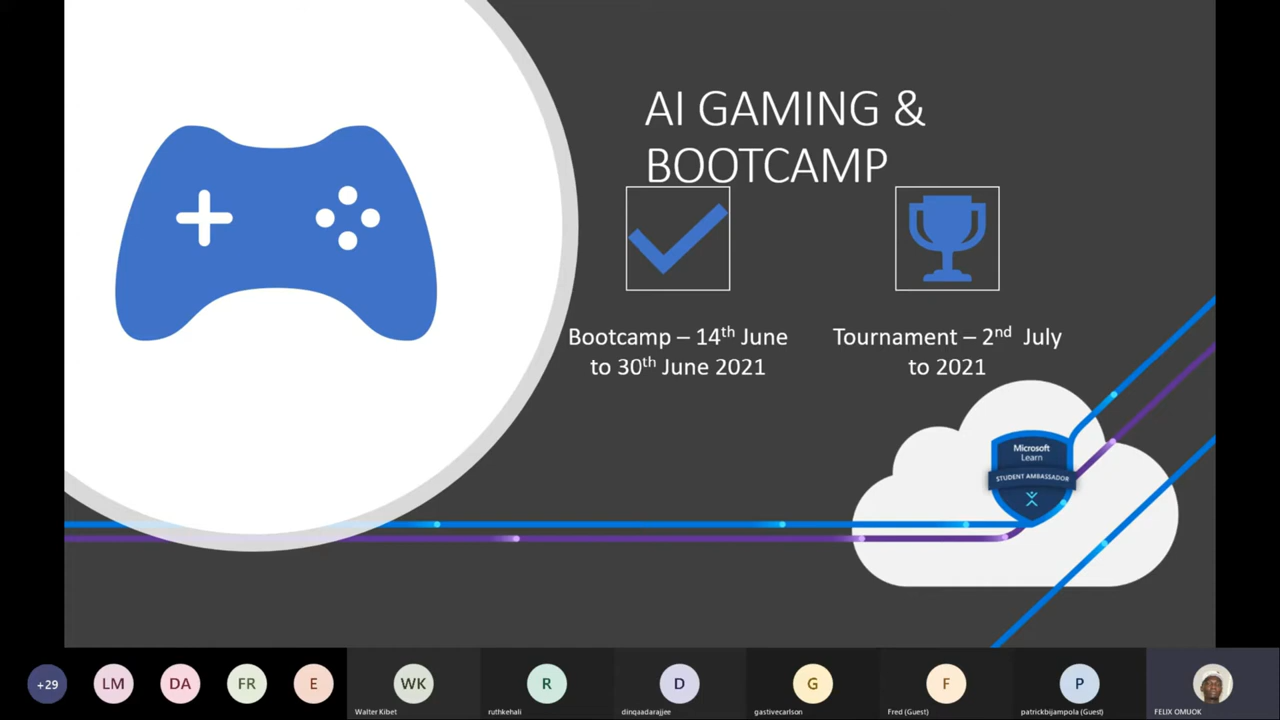 AI GAMING &
BOOTCAMP
Bootcamp – 14th June
to 30th June 2021
Tournament – 2nd July
to 2021
Microsoft
Learn
STUDENT AMBASSADOR
+29
LM
DA
FR
E
WK
Walter Kibet
R
ruthkehali
D
dinqaadarajjee
G
gastivecarlson
F
Fred (Guest)
P
patrickbijampola (Guest)
FELIX OMUOK